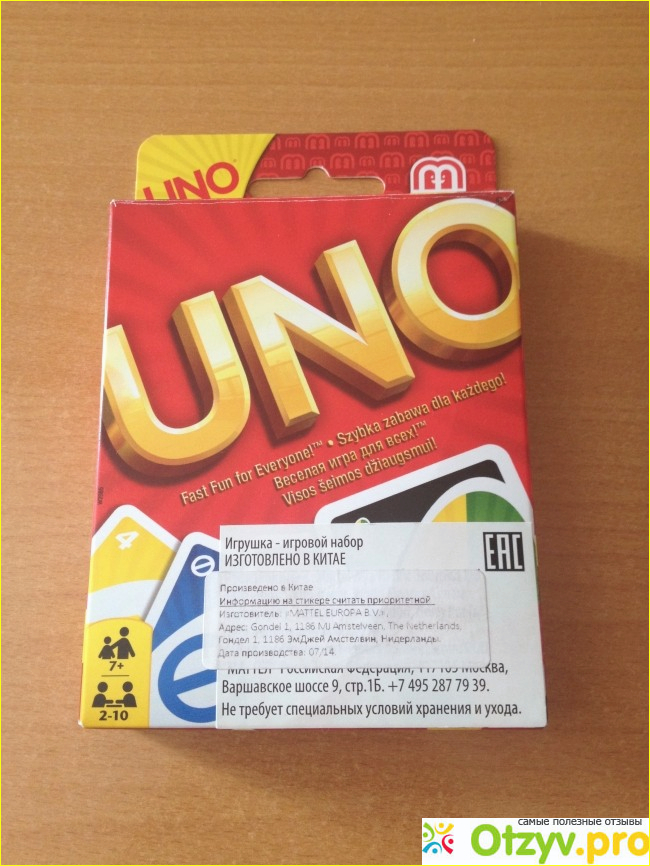 UNO
UNO
Fast Fun for Everyone!™ • Szybka zabawa dla każdego!
Веселая игра для всех!™
Visos šeimos džiaugsmui!
4
7+
2-10
Игрушка - игровой набор
ИЗГОТОВЛЕНО В КИТАЕ
EAC
Произведено в Китае
Информацию на стикере считать приоритетной
Изготовитель: «MATTEL EUROPA B.V.»,
Адрес: Gondel 1, 1186 MJ Amstelveen, The Netherlands,
Гондел 1, 1186 ЭмДжей Амстелвин, Нидерланды.
Дата производства: 07/14.
Российская Федерация, Москва,
Варшавское шоссе 9, стр.1Б. +7 495 287 79 39.
Не требует специальных условий хранения и ухода.
самые полезные отзывы
Otzyv.pro